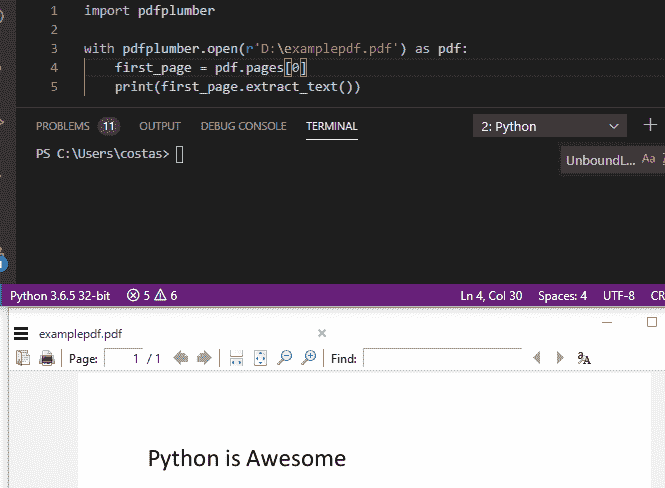 1 import pdfplumber
2
3 with pdfplumber.open(r'D:\examplepdf.pdf') as pdf:
4     first_page = pdf.pages[0]
5     print(first_page.extract_text())
PROBLEMS 11 OUTPUT DEBUG CONSOLE TERMINAL 2: Python
PS C:\Users\costas>
UnboundL... Aa
Python 3.6.5 32-bit 5 6 Ln 4, Col 30 Spaces: 4 UTF-8 CR
examplepdf.pdf
Page: 1 / 1 Find: aA
Python is Awesome